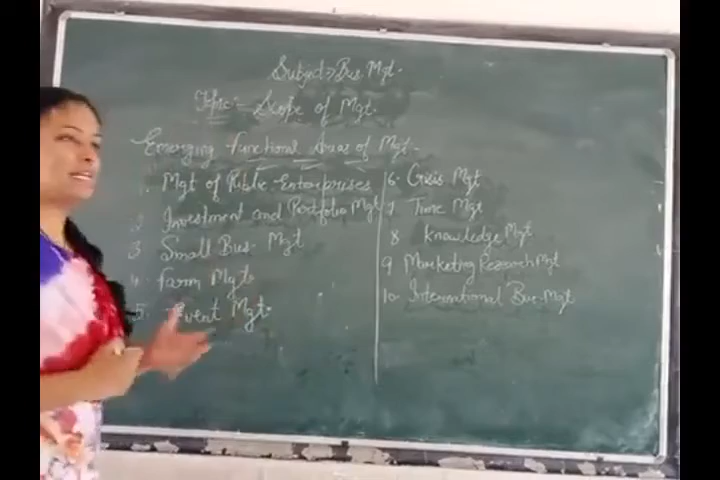 Subject:- Bus. Mgt.
Topic:- Scope of Mgt.
Emerging Functional Areas of Mgt.
1. Mgt of Public Enterprises
2 Investment and Portfolio Mgt
3 Small Bus. Mgt
4. Farm Mgt
5. Event Mgt.
6. Crisis Mgt
7 Time Mgt
8 Knowledge Mgt
9 Marketing Research Mgt
10 International Bus. Mgt